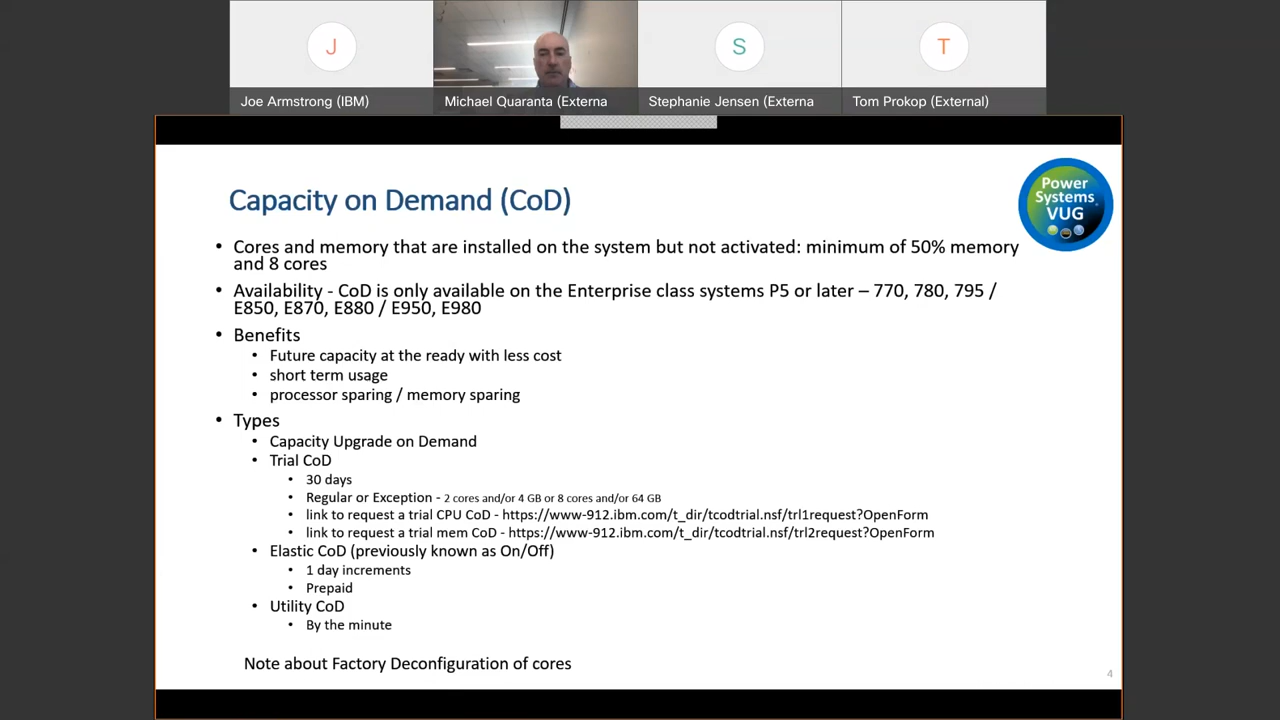 J
S
T
Joe Armstrong (IBM)
Michael Quaranta (Externa
Stephanie Jensen (Externa
Tom Prokop (External)
Power
Systems
VUG
Capacity on Demand (CoD)
• Cores and memory that are installed on the system but not activated: minimum of 50% memory
and 8 cores
• Availability - CoD is only available on the Enterprise class systems P5 or later – 770, 780, 795 /
E850, E870, E880 / E950, E980
• Benefits
• Future capacity at the ready with less cost
• short term usage
• processor sparing / memory sparing
• Types
• Capacity Upgrade on Demand
• Trial CoD
• 30 days
• Regular or Exception - 2 cores and/or 4 GB or 8 cores and/or 64 GB
• link to request a trial CPU CoD - https://www-912.ibm.com/t_dir/tcodtrial.nsf/trl1request?OpenForm
• link to request a trial mem CoD - https://www-912.ibm.com/t_dir/tcodtrial.nsf/trl2request?OpenForm
• Elastic CoD (previously known as On/Off)
• 1 day increments
• Prepaid
• Utility CoD
• By the minute
Note about Factory Deconfiguration of cores
4